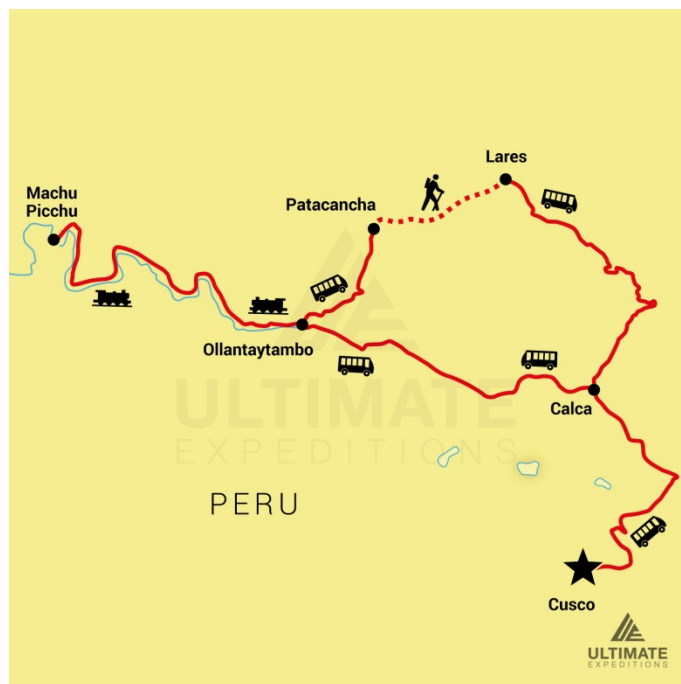 Lares
Machu
Picchu
Patacancha
Ollantaytambo
ULTIMATE
EXPEDITIONS
Calca
PERU
Cusco
ULTIMATE
EXPEDITIONS